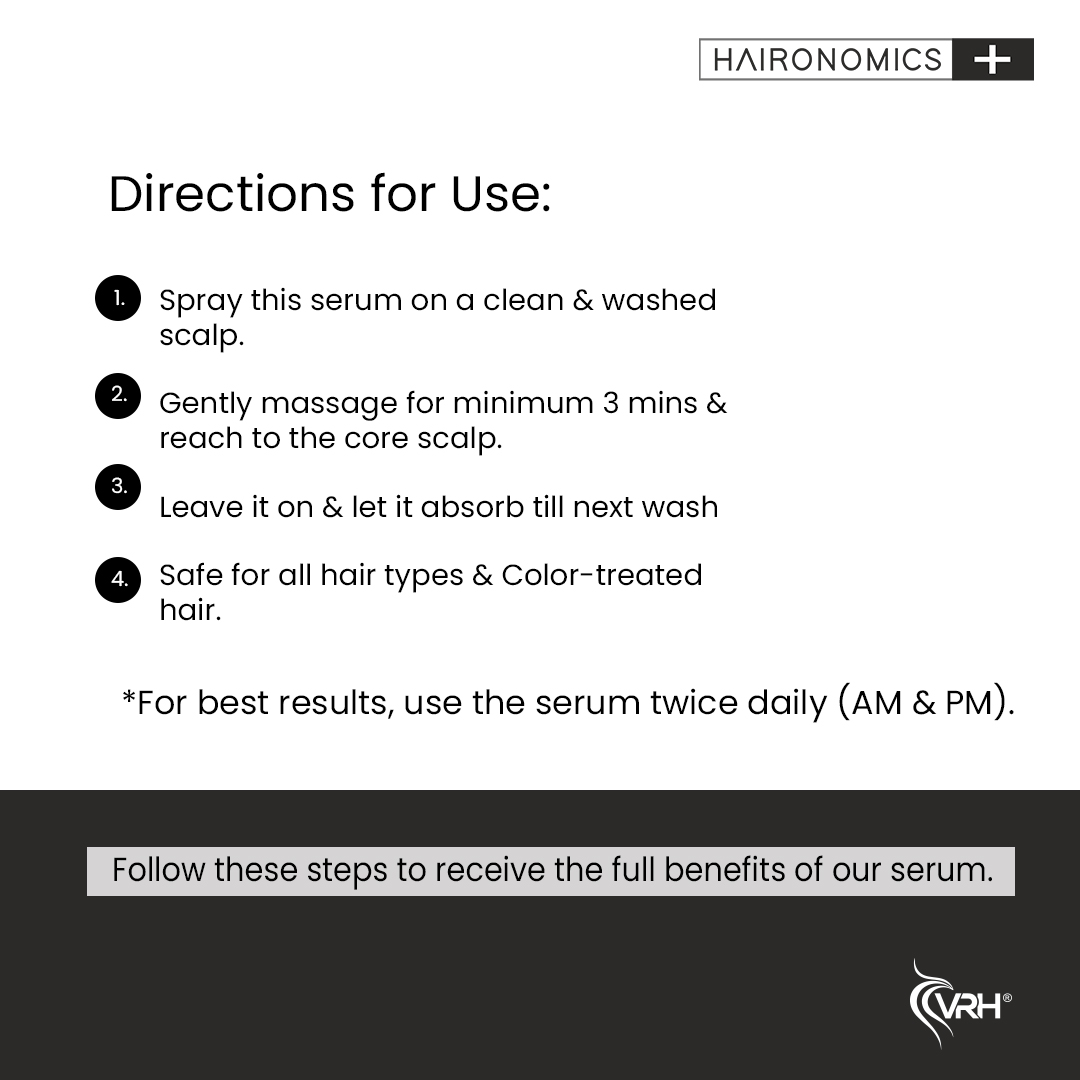 HAIRONOMICS +
Directions for Use:
1. Spray this serum on a clean & washed
scalp.
2. Gently massage for minimum 3 mins &
reach to the core scalp.
3. Leave it on & let it absorb till next wash
4. Safe for all hair types & Color-treated
hair.
*For best results, use the serum twice daily (AM & PM).
Follow these steps to receive the full benefits of our serum.
VRH®